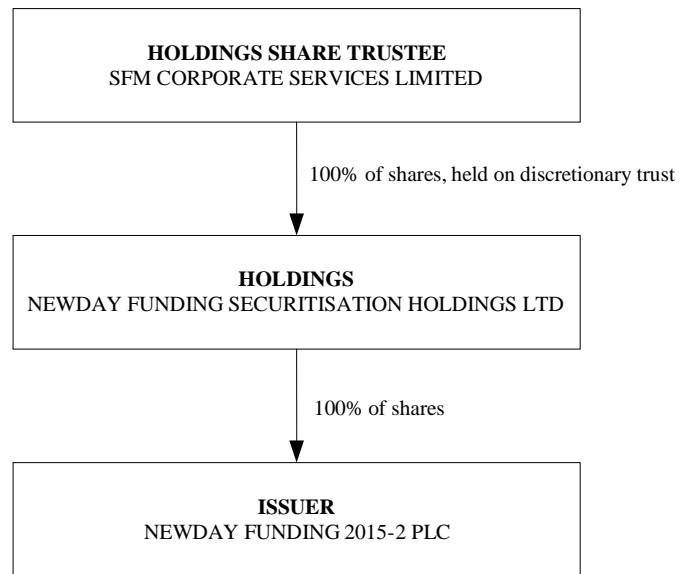 HOLDINGS SHARE TRUSTEE
SFM CORPORATE SERVICES LIMITED
100% of shares, held on discretionary trust
HOLDINGS
NEWDAY FUNDING SECURITISATION HOLDINGS LTD
100% of shares
ISSUER
NEWDAY FUNDING 2015-2 PLC